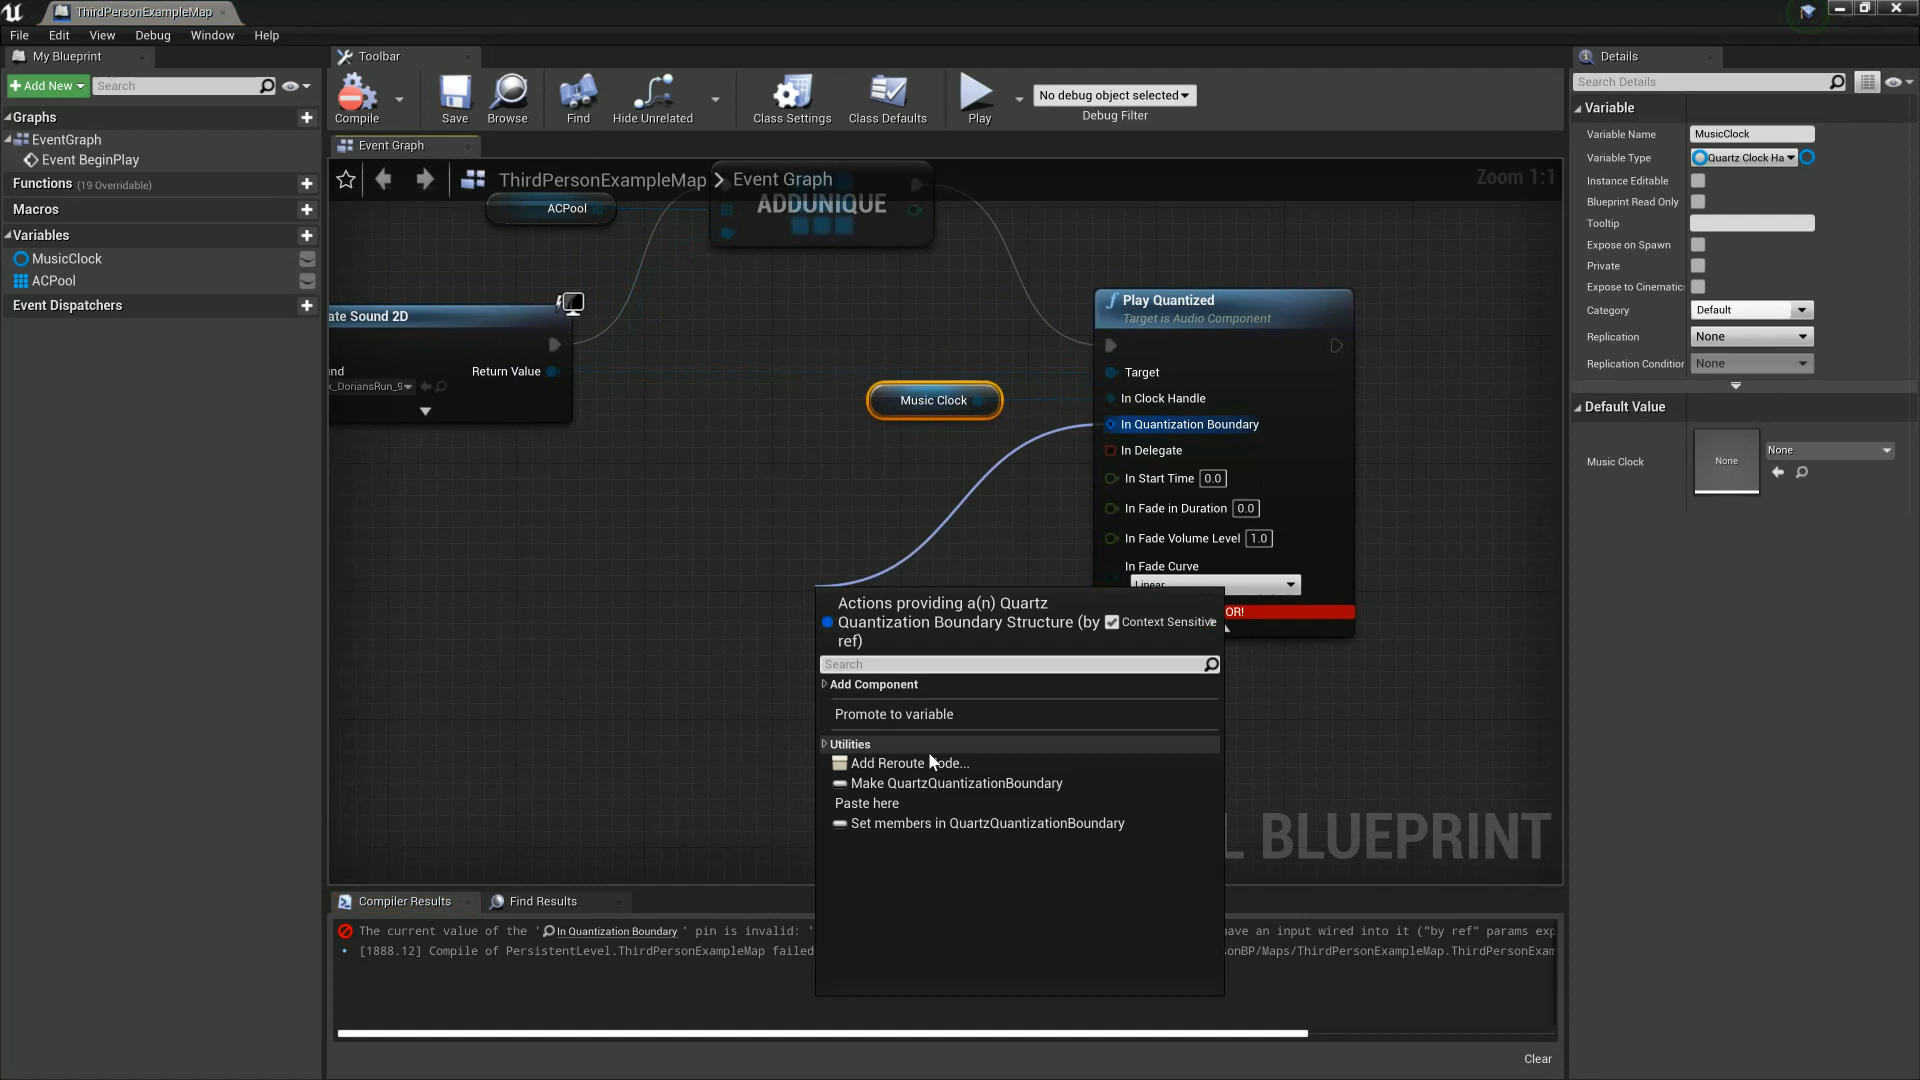 ThirdPersonExampleMap
File Edit View Debug Window Help
My Blueprint
Toolbar
Details
Add New
Search
Compile
Save
Browse
Find
Hide Unrelated
Class Settings
Class Defaults
Play
No debug object selected
Debug Filter
Search Details
Graphs
EventGraph
Event BeginPlay
Functions (19 Overridable)
Macros
Variables
MusicClock
ACPool
Event Dispatchers
Event Graph
ThirdPersonExampleMap > Event Graph
Zoom 1:1
ACPool
ADDUNIQUE
ate Sound 2D
nd
x_DoriansRun_9
Return Value
Music Clock
Play Quantized
Target is Audio Component
Target
In Clock Handle
In Quantization Boundary
In Delegate
In Start Time 0.0
In Fade in Duration 0.0
In Fade Volume Level 1.0
In Fade Curve
Linear
OR!
Actions providing a(n) Quartz
Quantization Boundary Structure (by
ref)
Context Sensitive
Search
Add Component
Promote to variable
Utilities
Add Reroute ode...
Make QuartzQuantizationBoundary
Paste here
Set members in QuartzQuantizationBoundary
L BLUEPRINT
Variable
Variable Name MusicClock
Variable Type Quartz Clock Ha
Instance Editable
Blueprint Read Only
Tooltip
Expose on Spawn
Private
Expose to Cinematic
Category Default
Replication None
Replication Condition None
Default Value
Music Clock None None
Compiler Results
Find Results
The current value of the ' In Quantization Boundary ' pin is invalid: ' have an input wired into it ("by ref" params exp
[1888.12] Compile of PersistentLevel.ThirdPersonExampleMap failed onBP/Maps/ThirdPersonExampleMap.ThirdPersonExam
Clear